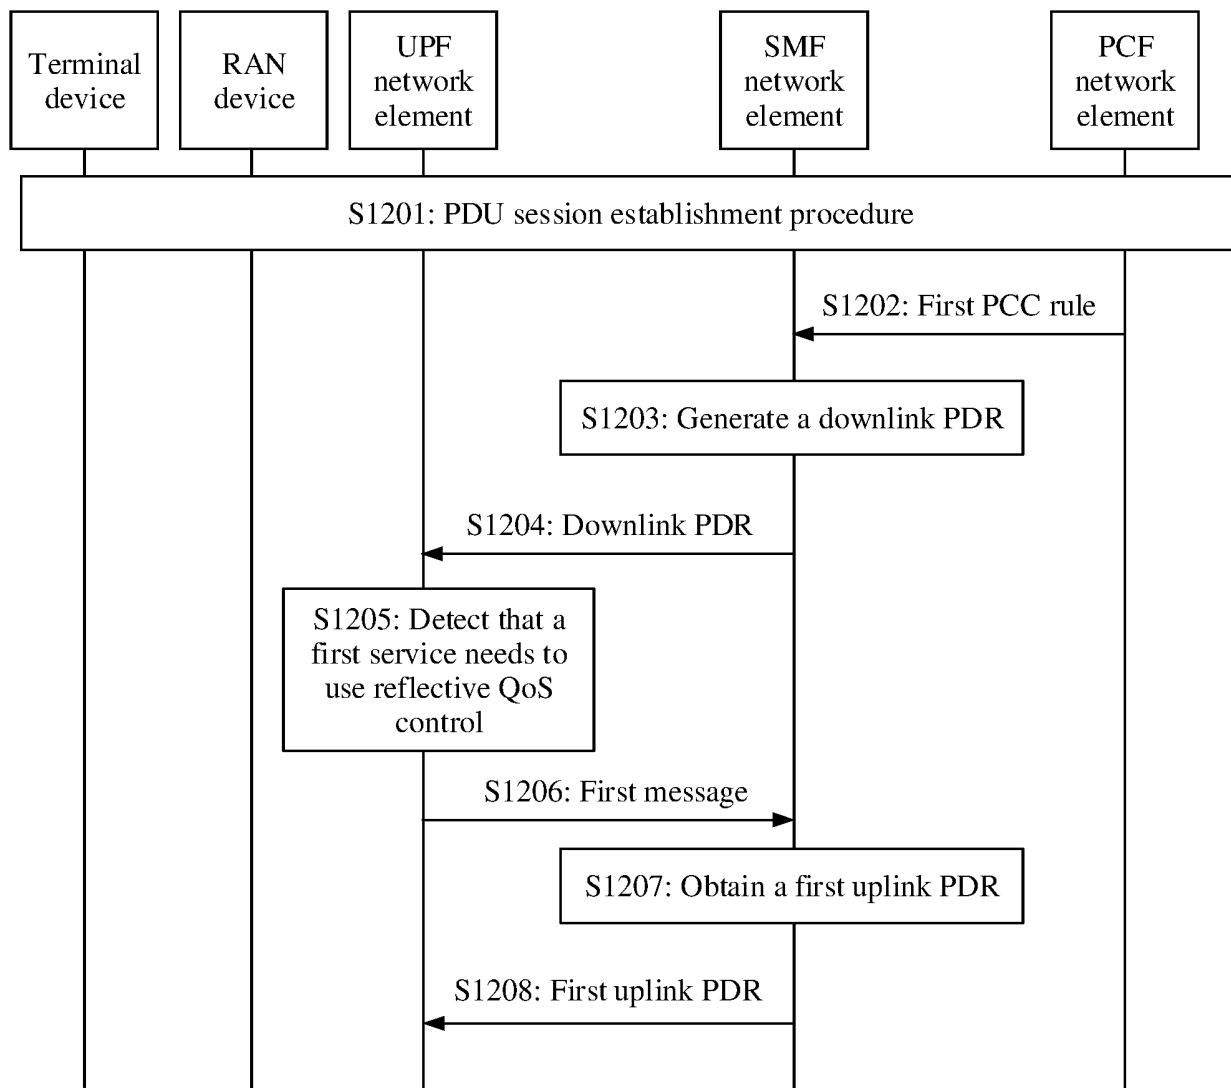 Terminal
device
RAN
device
UPF
network
element
SMF
network
element
PCF
network
element
S1201: PDU session establishment procedure
S1202: First PCC rule
S1203: Generate a downlink PDR
S1204: Downlink PDR
S1205: Detect that a
first service needs to
use reflective QoS
control
S1206: First message
S1207: Obtain a first uplink PDR
S1208: First uplink PDR